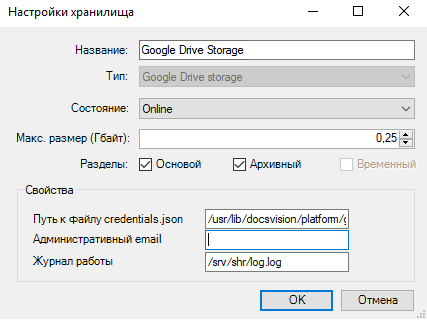 Настройки хранилища
Название: Google Drive Storage
Тип: Google Drive storage
Состояние: Online
Макс. размер (Гбайт): 0,25
Разделы: Основой Архивный Временный
Свойства
Путь к файлу credentials.json /usr/lib/docsvision/platform/g
Административный email
Журнал работы /srv/shr/log.log
OK Отмена